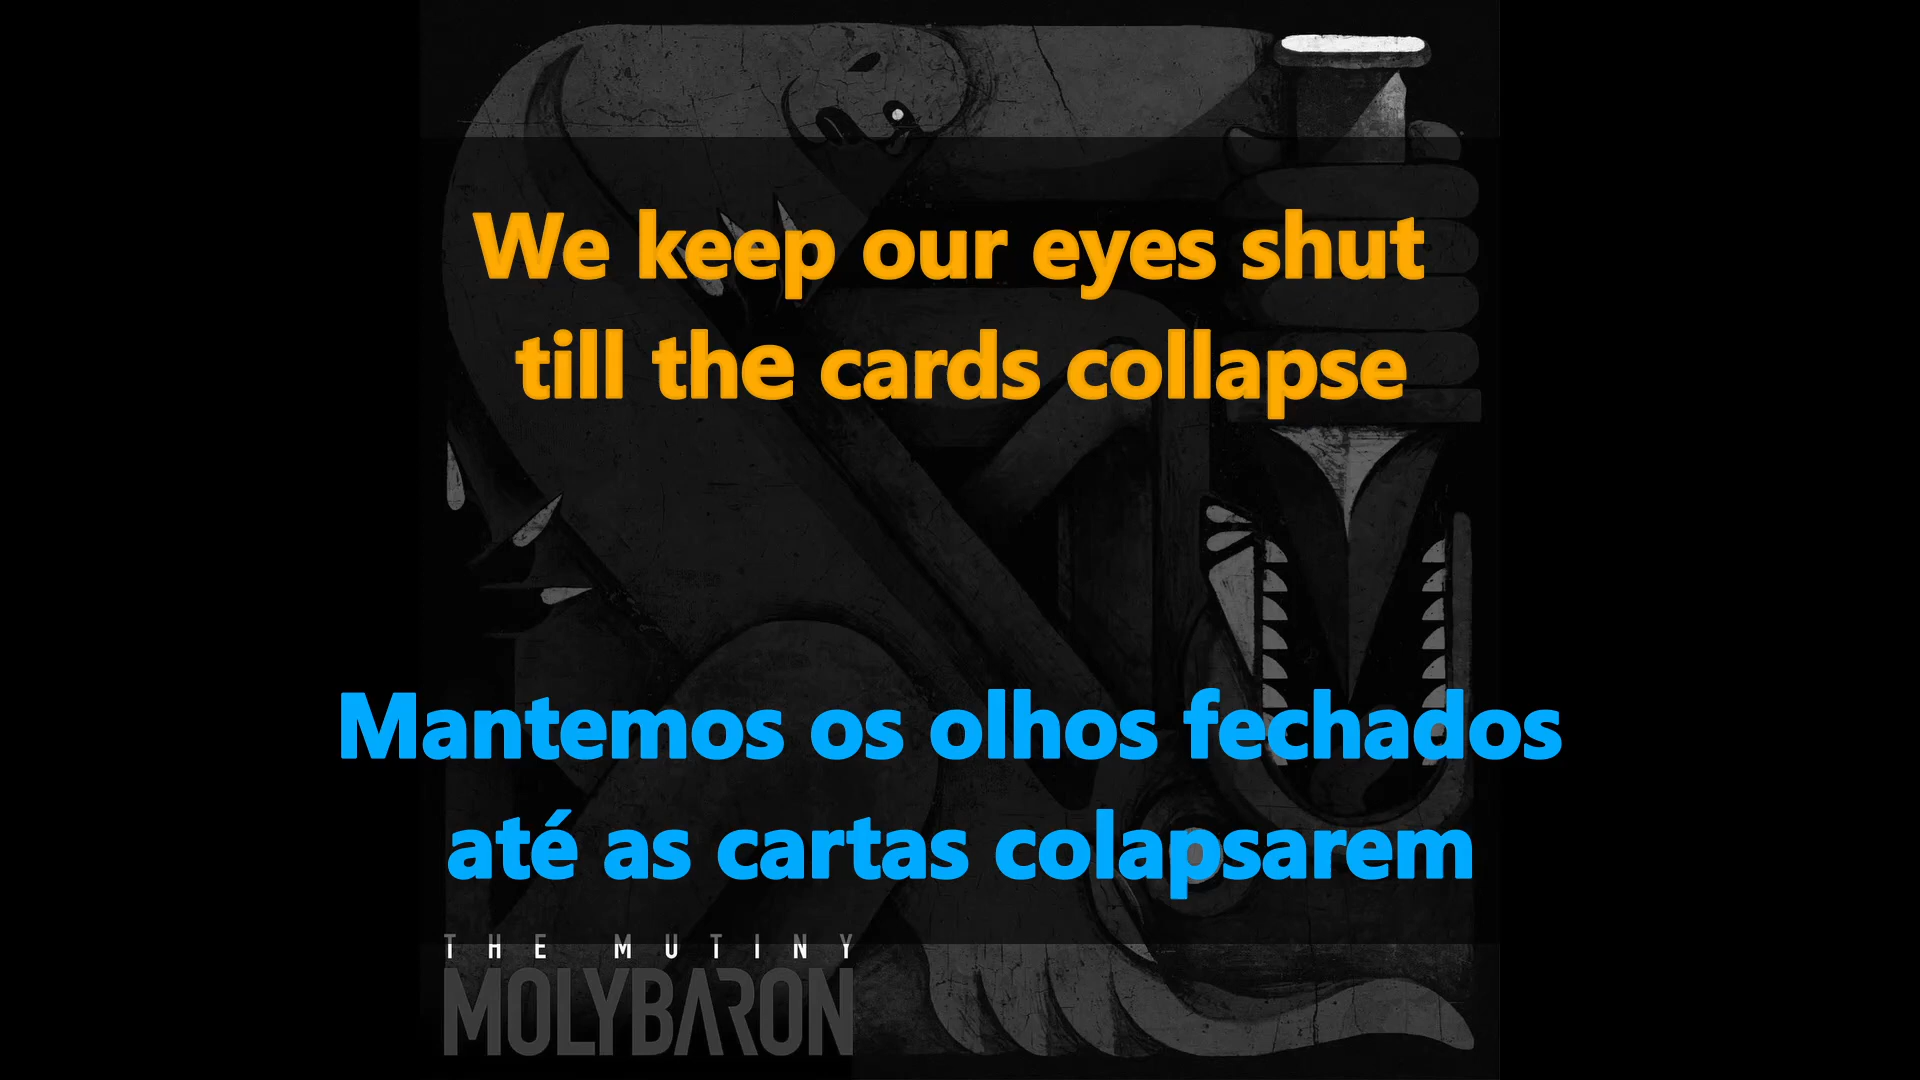 We keep our eyes shut
till the cards collapse
Mantemos os olhos fechados
até as cartas colapsarem
THE MUTINY
MOLYBARON